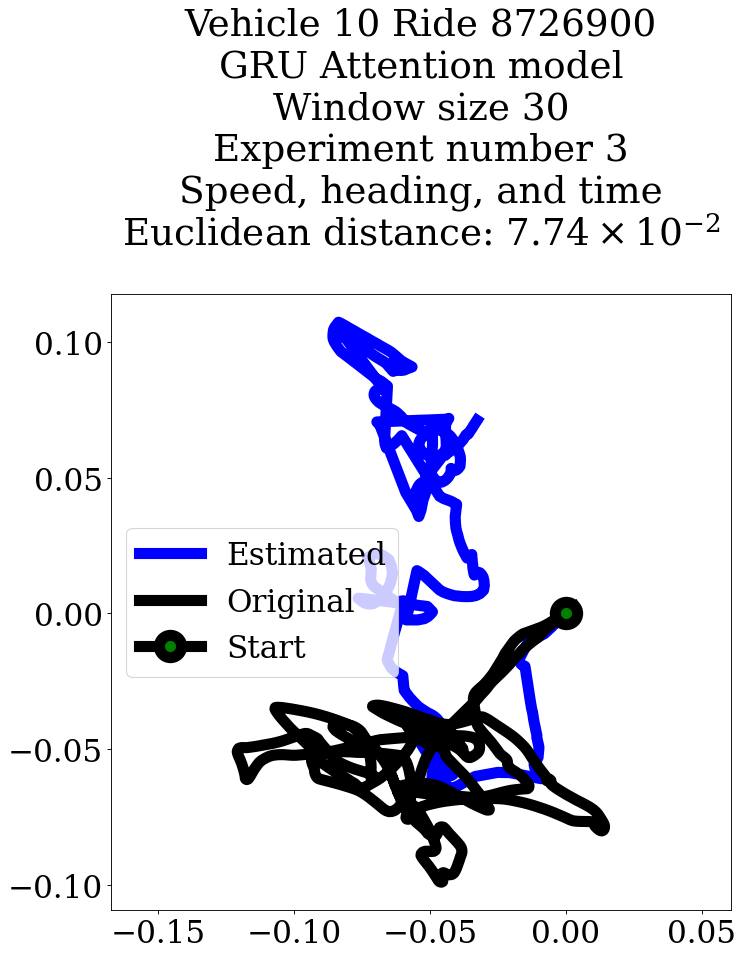 Vehicle 10 Ride 8726900
GRU Attention model
Window size 30
Experiment number 3
Speed, heading, and time
Euclidean distance: 7.74 × 10⁻²
0.10
0.05
0.00
−0.05
−0.10
Estimated
Original
Start
−0.15 −0.10 −0.05 0.00 0.05